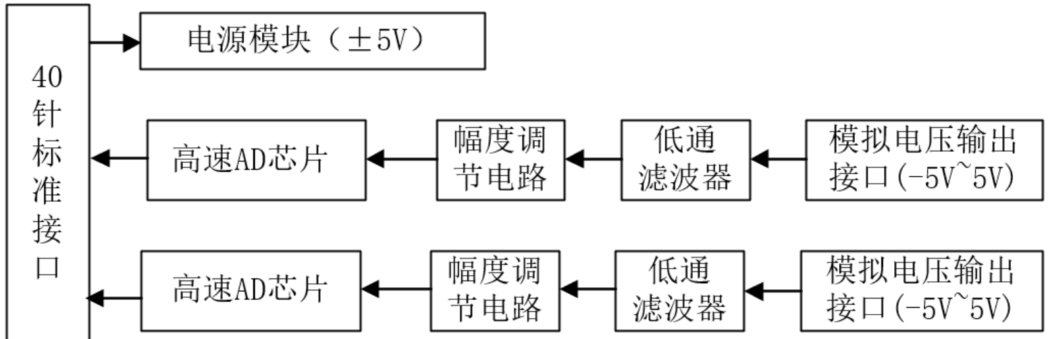 电源模块（±5V）
40
针
标
准
接
口
高速AD芯片
幅度调
节电路
低通
滤波器
模拟电压输出
接口(-5V~5V)
高速AD芯片
幅度调
节电路
低通
滤波器
模拟电压输出
接口(-5V~5V)